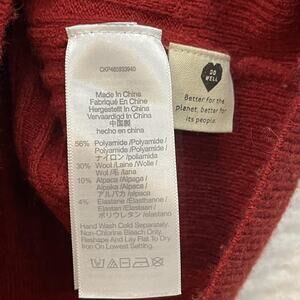 CKP460933940
Made In China
Fabriqué En Chine
Hergestellt in China
Vervaardigd in China
中国製
hecho en china
56% Polyamide /Polyamide/
Polyamide /Polyamide/
ナイロン /poliamida
30% Wool /Laine /Wolle /
Wol /毛 /lana
10% Alpaca /Alpaga /
Alpaka /Alpaca /
アルパカ /alpaca
4% Elastane /Élasthanne/
Elastan /Elastaan /
ポリウレタン /elastano
Hand Wash Cold Separately.
Non-Chlorine Bleach Only.
Reshape And Lay Flat To Dry
Iron On Lowest Setting.
DO
WELL
Better for the
planet, better for
its people.